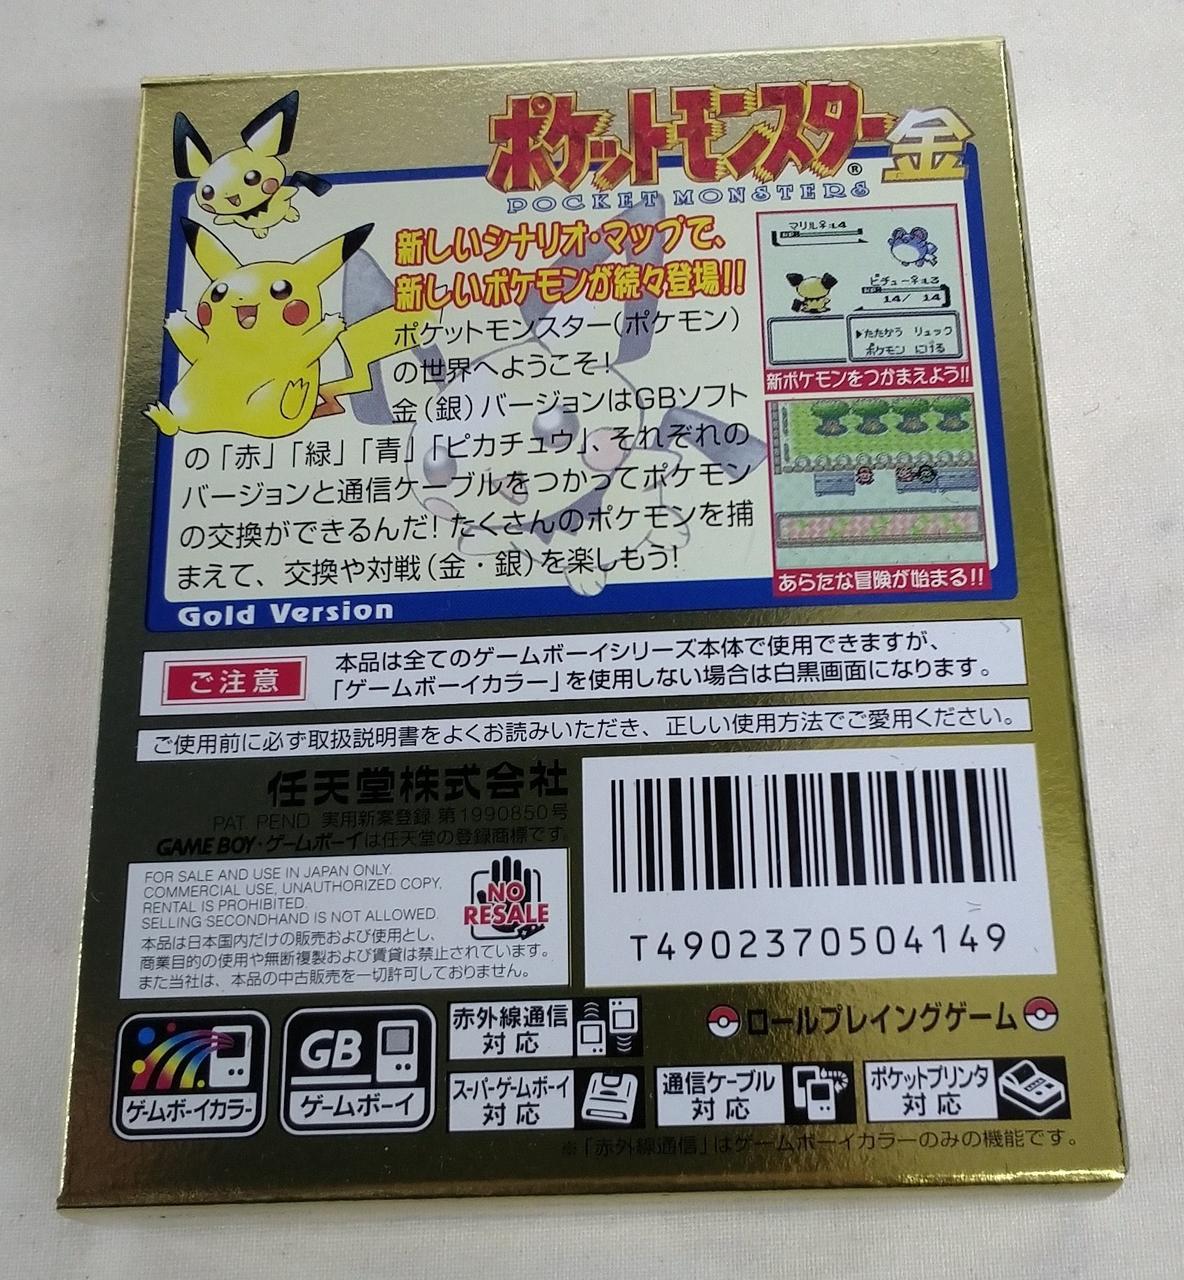 ポケットモンスター® 金
POCKET MONSTERS
新しいシナリオ・マップで、
新しいポケモンが続々登場!!
ポケットモンスター(ポケモン)
の世界へようこそ!
金(銀)バージョンはGBソフト
の「赤」「緑」「青」「ピカチュウ」、それぞれの
バージョンと通信ケーブルをつかってポケモン
の交換ができるんだ!たくさんのポケモンを捕
まえて、交換や対戦(金・銀)を楽しもう!
マリル♀:L4
ピチュー♀:L3
14/ 14
▶たたかう リュック
ポケモン にげる
新ポケモンをつかまえよう!!
あらたな冒険が始まる!!
Gold Version
ご注意
本品は全てのゲームボーイシリーズ本体で使用できますが、
「ゲームボーイカラー」を使用しない場合は白黒画面になります。
ご使用前に必ず取扱説明書をよくお読みいただき、正しい使用方法でご愛用ください。
任天堂株式会社
PAT. PEND 実用新案登録 第1990850号
GAME BOY・ゲームボーイは任天堂の登録商標です。
FOR SALE AND USE IN JAPAN ONLY.
COMMERCIAL USE, UNAUTHORIZED COPY,
RENTAL IS PROHIBITED.
SELLING SECONDHAND IS NOT ALLOWED.
本品は日本国内だけの販売および使用とし、
商業目的の使用や無断複製および賃貸は禁止されています。
また当社は、本品の中古販売を一切許可しておりません。
NO
RESALE
T4902370504149
ゲームボーイカラー
GB
ゲームボーイ
赤外線通信
対応
ロールプレイングゲーム
スーパーゲームボーイ
対応
通信ケーブル
対応
ポケットプリンタ
対応
※「赤外線通信」はゲームボーイカラーのみの機能です。